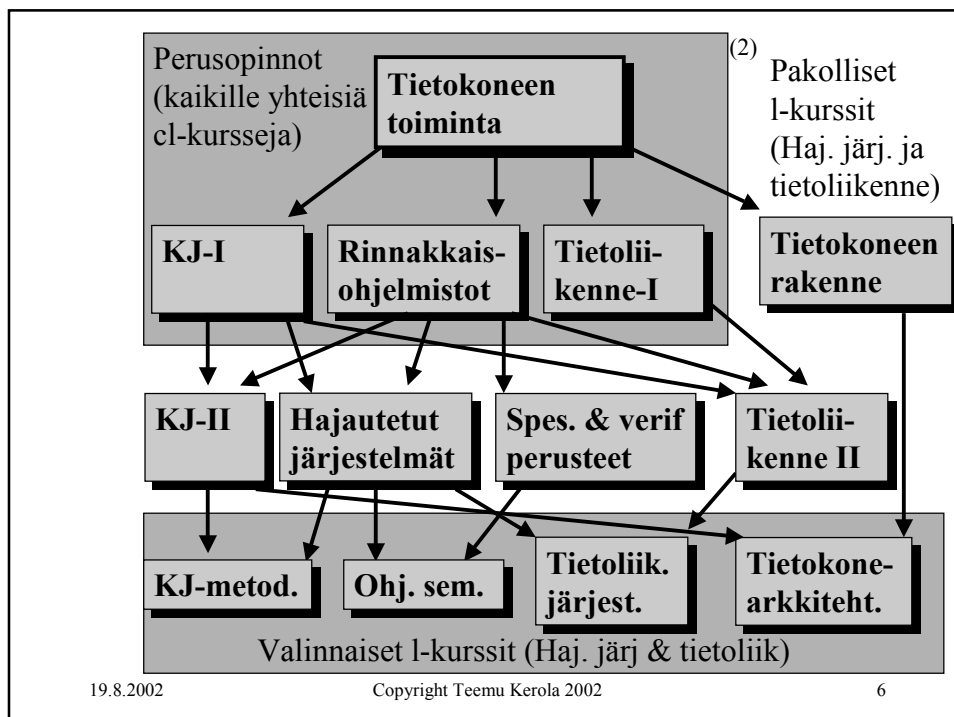 Perusopinnot
(kaikille yhteisiä
cl-kursseja)
Tietokoneen
toiminta
(2)
Pakolliset
l-kurssit
(Haj. järj. ja
tietoliikenne)
KJ-I
Rinnakkais-
ohjelmistot
Tietolii-
kenne-I
Tietokoneen
rakenne
KJ-II
Hajautetut
järjestelmät
Spes. & verif
perusteet
Tietolii-
kenne II
KJ-metod.
Ohj. sem.
Tietoliik.
järjest.
Tietokone-
arkkiteht.
Valinnaiset l-kurssit (Haj. järj & tietoliik)
19.8.2002
Copyright Teemu Kerola 2002
6